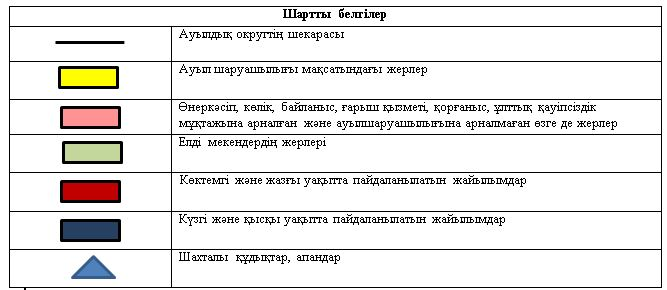 Шартты белгілер
Ауылдық округтің шекарасы
Ауыл шаруашылығы мақсатындағы жерлер
Өнеркәсіп, көлік, байланыс, ғарыш қызметі, қорғаныс, ұлттық қауіпсіздік
мұқтажына арналған және ауылшаруашылығына арналмаған өзге де жерлер
Елді мекендердің жерлері
Көктемгі және жазғы уақытта пайдаланылатын жайылымдар
Күзгі және қысқы уақытта пайдаланылатын жайылымдар
Шахталы құдықтар, апандар